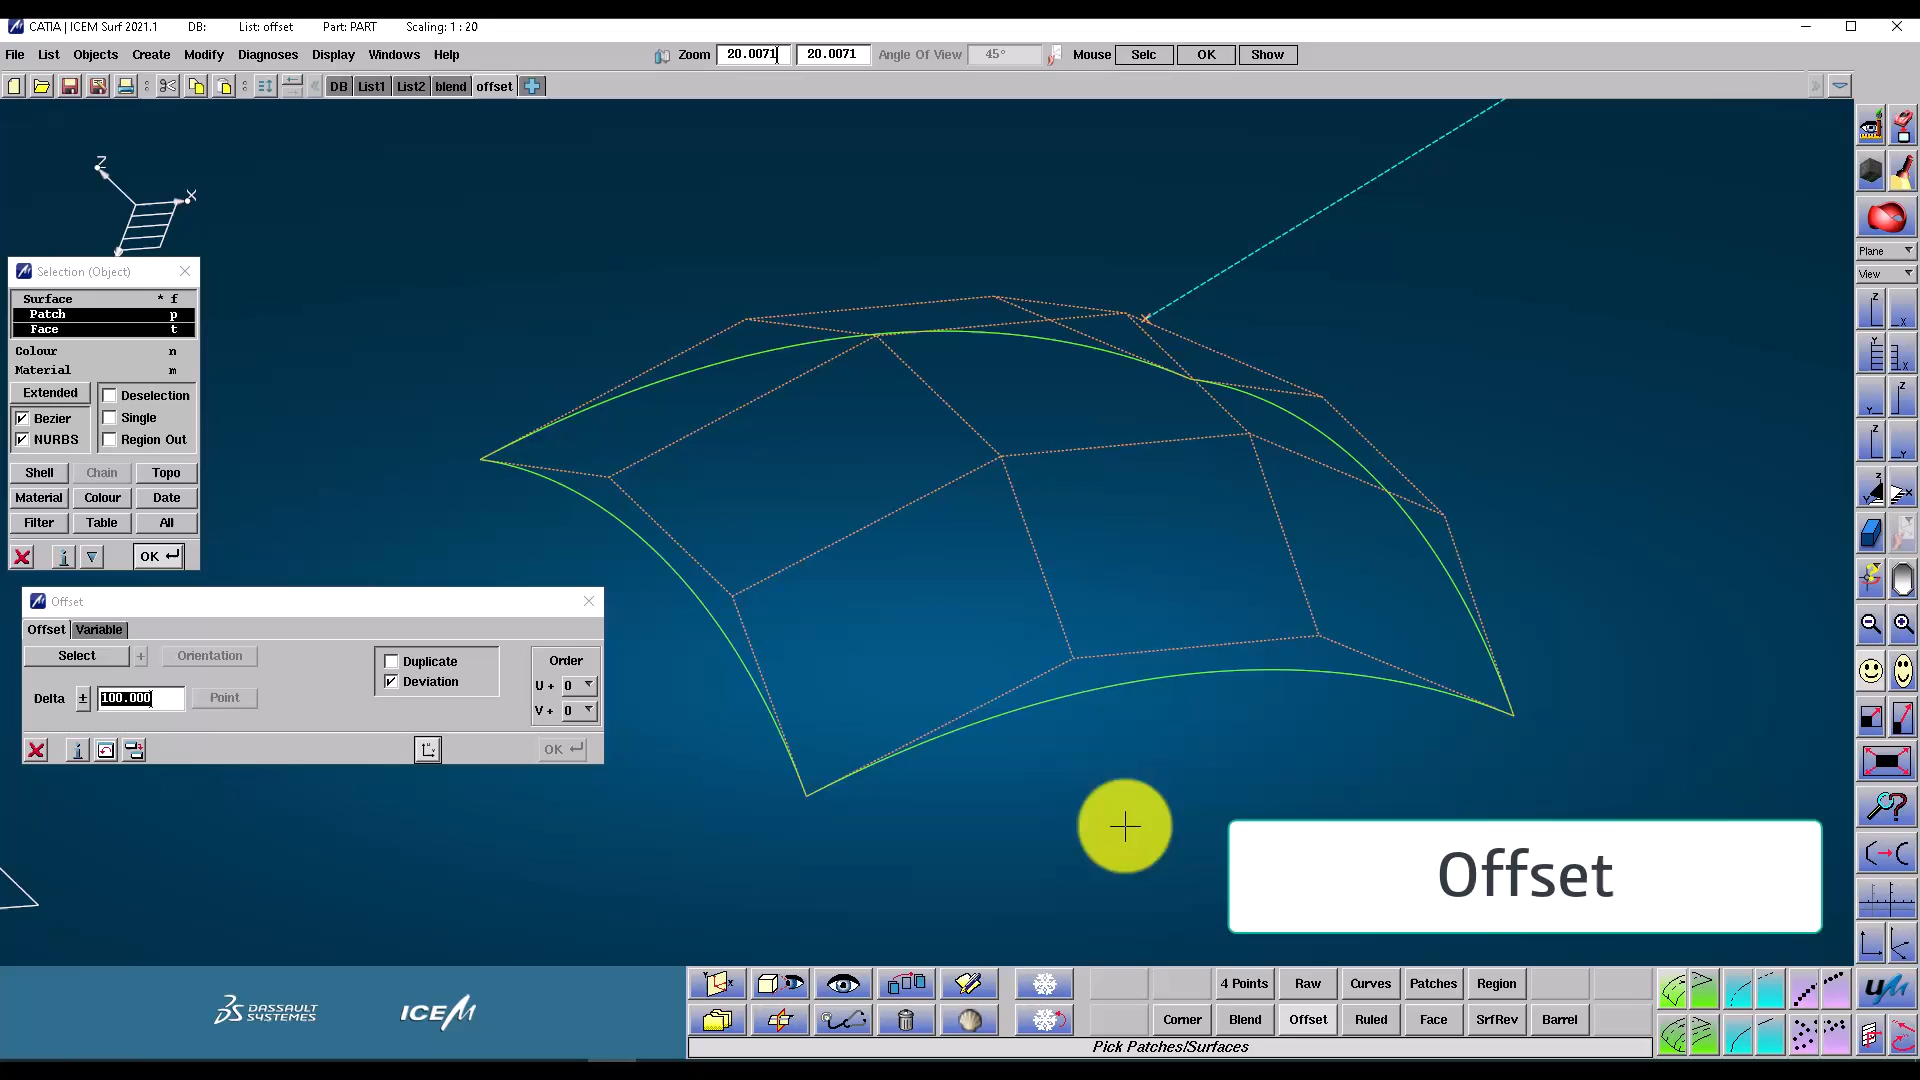 CATIA | ICEM Surf 2021.1 DB: List: offset Part: PART Scaling: 1 : 20
File List Objects Create Modify Diagnoses Display Windows Help
Zoom 20.0071 20.0071 Angle Of View 45° Mouse Selc OK Show
DB List1 List2 blend offset
Z
X
Selection (Object)
Surface * f
Patch p
Face t
Colour n
Material m
Extended Deselection
Bezier Single
NURBS Region Out
Shell Chain Topo
Material Colour Date
Filter Table All
OK
Offset
Offset Variable
Select + Orientation
Duplicate
Deviation
Order
U + 0
V + 0
Delta ± 100.000 Point
OK
Plane
View
Offset
DASSAULT
SYSTEMES
ICEM
4 Points Raw Curves Patches Region
Corner Blend Offset Ruled Face SrfRev Barrel
Pick Patches/Surfaces